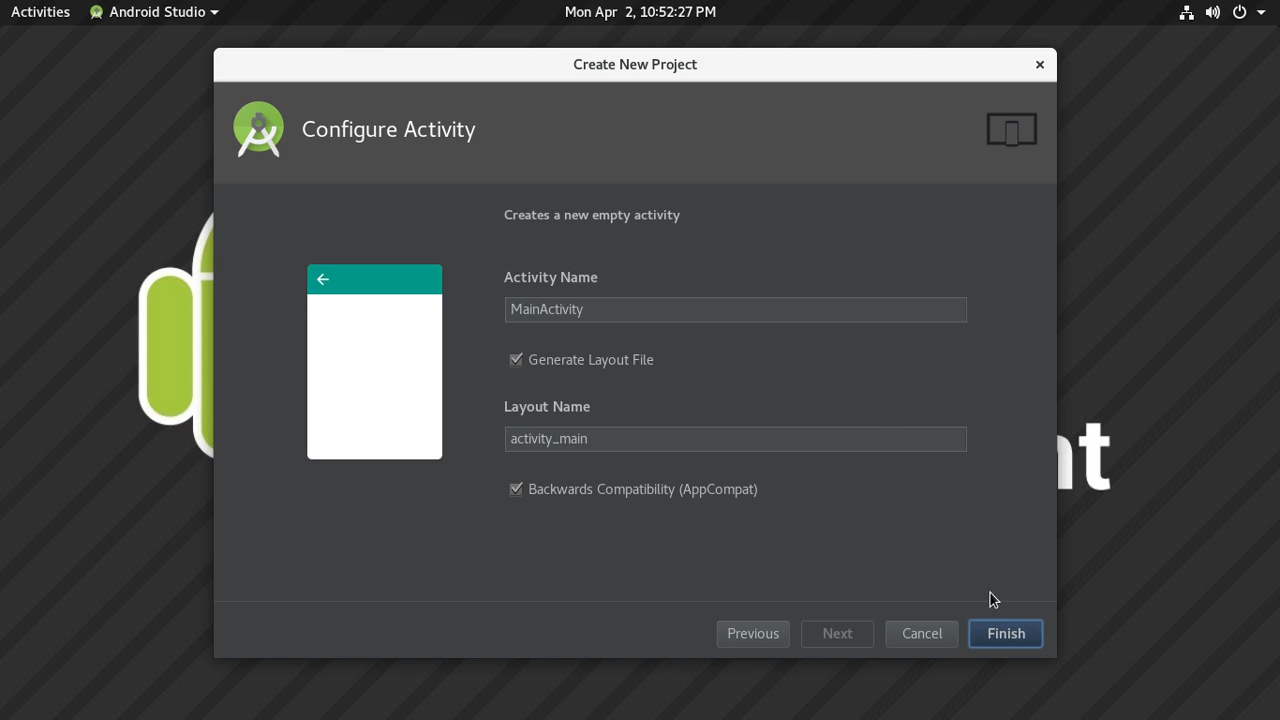 Activities Android Studio Mon Apr 2, 10:52:27 PM
Create New Project
Configure Activity
Creates a new empty activity
Activity Name
MainActivity
Generate Layout File
Layout Name
activity_main
Backwards Compatibility (AppCompat)
Previous Next Cancel Finish